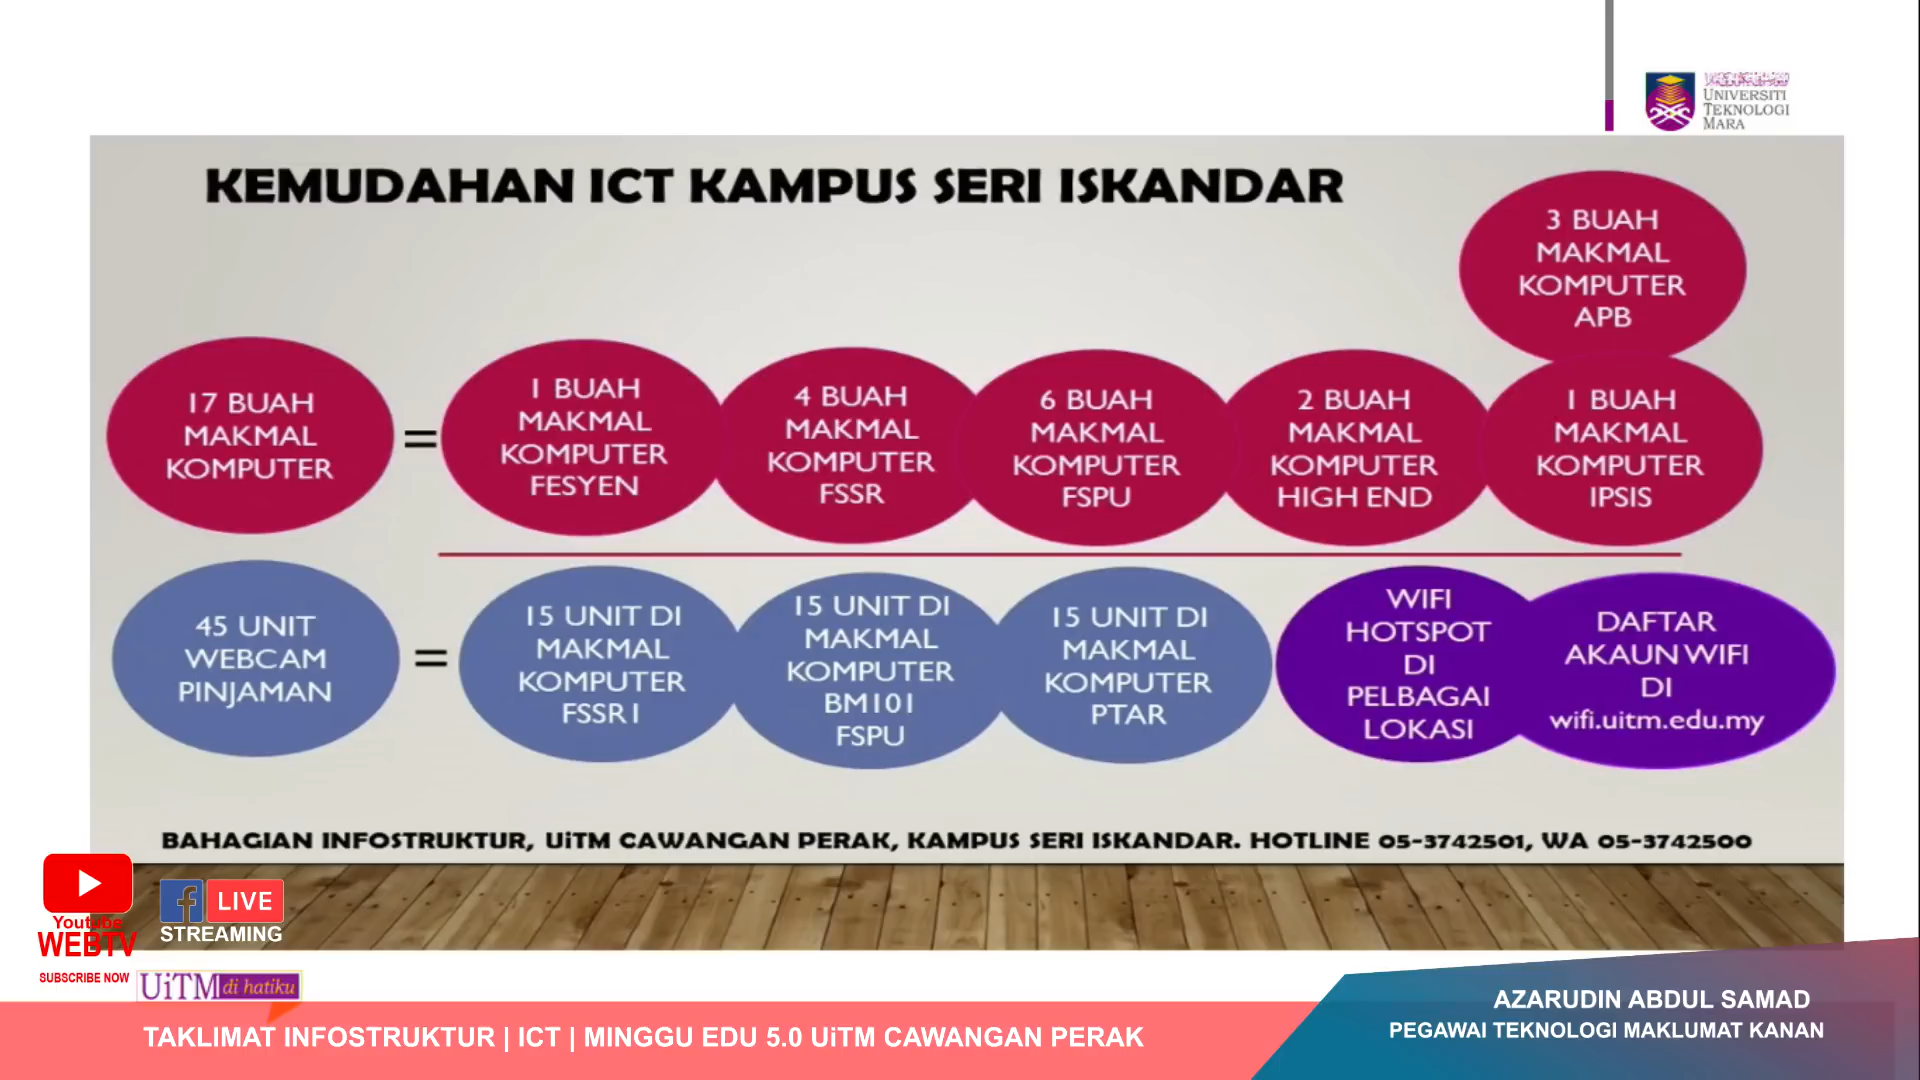 UNIVERSITI
TEKNOLOGI
MARA
KEMUDAHAN ICT KAMPUS SERI ISKANDAR
3 BUAH
MAKMAL
KOMPUTER
APB
17 BUAH
MAKMAL
KOMPUTER
=
1 BUAH
MAKMAL
KOMPUTER
FESYEN
4 BUAH
MAKMAL
KOMPUTER
FSSR
6 BUAH
MAKMAL
KOMPUTER
FSPU
2 BUAH
MAKMAL
KOMPUTER
HIGH END
1 BUAH
MAKMAL
KOMPUTER
IPSIS
45 UNIT
WEBCAM
PINJAMAN
=
15 UNIT DI
MAKMAL
KOMPUTER
FSSR1
15 UNIT DI
MAKMAL
KOMPUTER
BM101
FSPU
15 UNIT DI
MAKMAL
KOMPUTER
PTAR
WIFI
HOTSPOT
DI
PELBAGAI
LOKASI
DAFTAR
AKAUN WIFI
DI
wifi.uitm.edu.my
BAHAGIAN INFOSTRUKTUR, UiTM CAWANGAN PERAK, KAMPUS SERI ISKANDAR. HOTLINE 05-3742501, WA 05-3742500
Youtube
WEBTV
SUBSCRIBE NOW
f LIVE
STREAMING
UiTM di hatiku
TAKLIMAT INFOSTRUKTUR | ICT | MINGGU EDU 5.0 UiTM CAWANGAN PERAK
AZARUDIN ABDUL SAMAD
PEGAWAI TEKNOLOGI MAKLUMAT KANAN